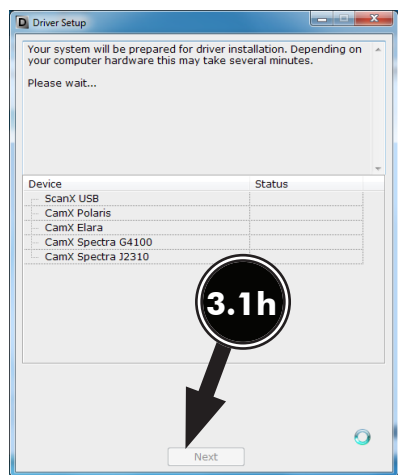 Driver Setup
Your system will be prepared for driver installation. Depending on
your computer hardware this may take several minutes.
Please wait...
Device Status
ScanX USB
CamX Polaris
CamX Elara
CamX Spectra G4100
CamX Spectra J2310
3.1h
Next